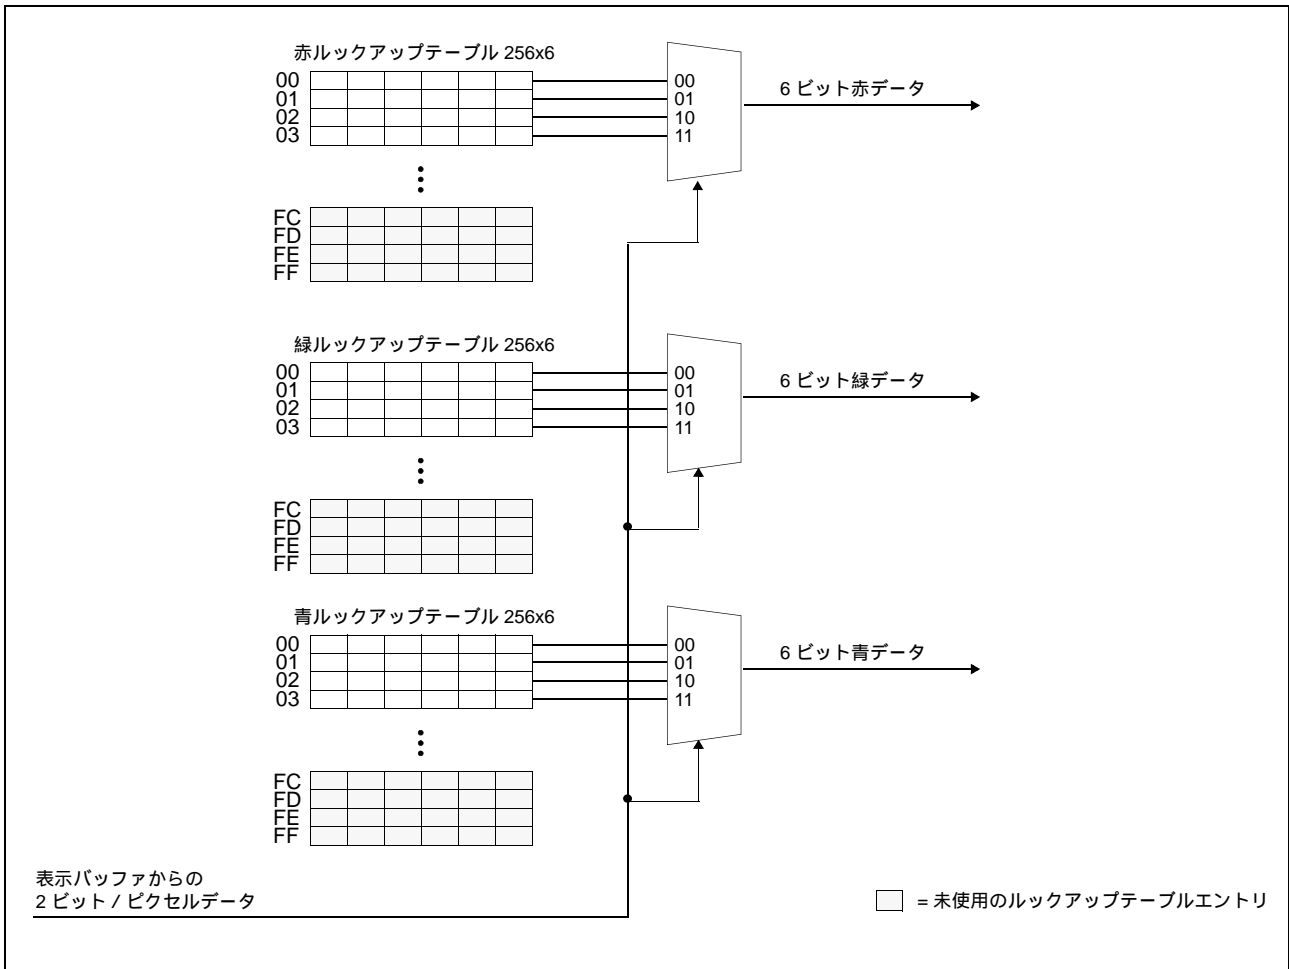 赤ルックアップテーブル 256x6
00
01
02
03
00
01
10
11
6 ビット赤データ
FC
FD
FE
FF
緑ルックアップテーブル 256x6
00
01
02
03
00
01
10
11
6 ビット緑データ
FC
FD
FE
FF
青ルックアップテーブル 256x6
00
01
02
03
00
01
10
11
6 ビット青データ
FC
FD
FE
FF
表示バッファからの
2 ビット / ピクセルデータ
= 未使用のルックアップテーブルエントリ